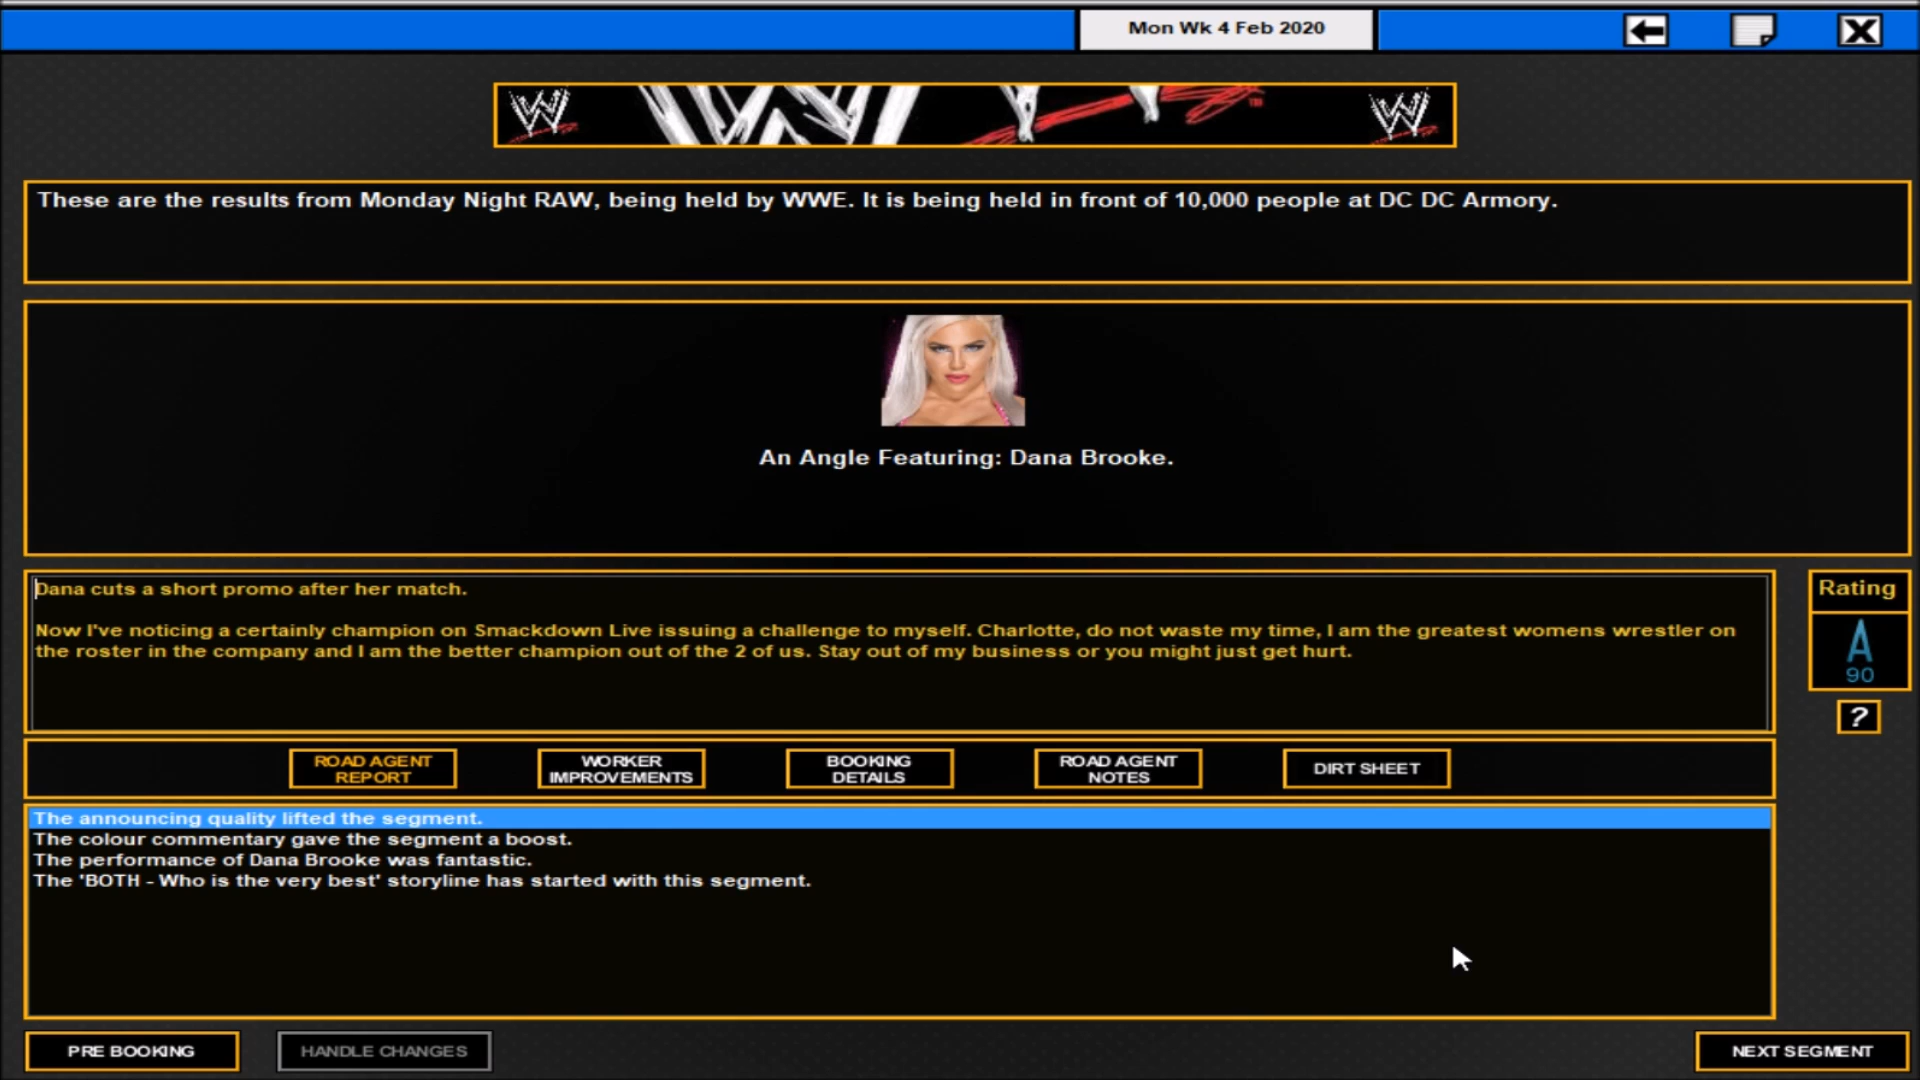 Mon Wk 4 Feb 2020
These are the results from Monday Night RAW, being held by WWE. It is being held in front of 10,000 people at DC DC Armory.
An Angle Featuring: Dana Brooke.
Dana cuts a short promo after her match.
Now I've noticing a certainly champion on Smackdown Live issuing a challenge to myself. Charlotte, do not waste my time, I am the greatest womens wrestler on
the roster in the company and I am the better champion out of the 2 of us. Stay out of my business or you might just get hurt.
Rating
A
90
?
ROAD AGENT
REPORT
WORKER
IMPROVEMENTS
BOOKING
DETAILS
ROAD AGENT
NOTES
DIRT SHEET
The announcing quality lifted the segment.
The colour commentary gave the segment a boost.
The performance of Dana Brooke was fantastic.
The 'BOTH - Who is the very best' storyline has started with this segment.
PRE BOOKING
HANDLE CHANGES
NEXT SEGMENT